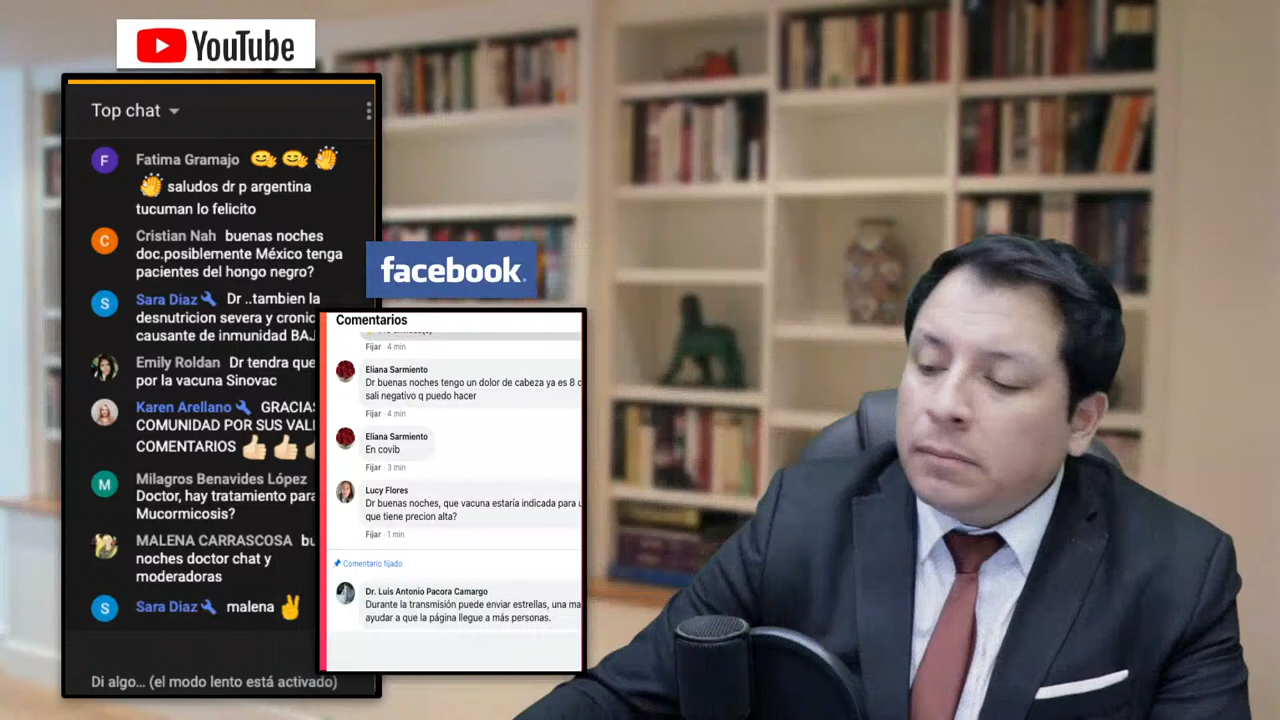 YouTube
Top chat
F
Fatima Gramajo 😊 😊 👏
👏 saludos dr p argentina
tucuman lo felicito
C
Cristian Nah buenas noches
doc.posiblemente México tenga
pacientes del hongo negro?
S
Sara Diaz Dr ..tambien la
desnutricion severa y cronic
causante de inmunidad BAJ
Emily Roldan Dr tendra que
por la vacuna Sinovac
Karen Arellano GRACIAS
COMUNIDAD POR SUS VAL
COMENTARIOS 👍🏻 👍🏻
M
Milagros Benavides López
Doctor, hay tratamiento para
Mucormicosis?
MALENA CARRASCOSA bu
noches doctor chat y
moderadoras
S
Sara Diaz malena ✌
Di algo... (el modo lento está activado)
facebook
Comentarios
Fijar · 4 min
Eliana Sarmiento
Dr buenas noches tengo un dolor de cabeza ya es 8 d
sali negativo q puedo hacer
Fijar · 4 min
Eliana Sarmiento
En covib
Fijar · 3 min
Lucy Flores
Dr buenas noches, que vacuna estaría indicada para u
que tiene precion alta?
Fijar · 1 min
Comentario fijado
Dr. Luis Antonio Pacora Camargo
Durante la transmisión puede enviar estrellas, una ma
ayudar a que la página llegue a más personas.